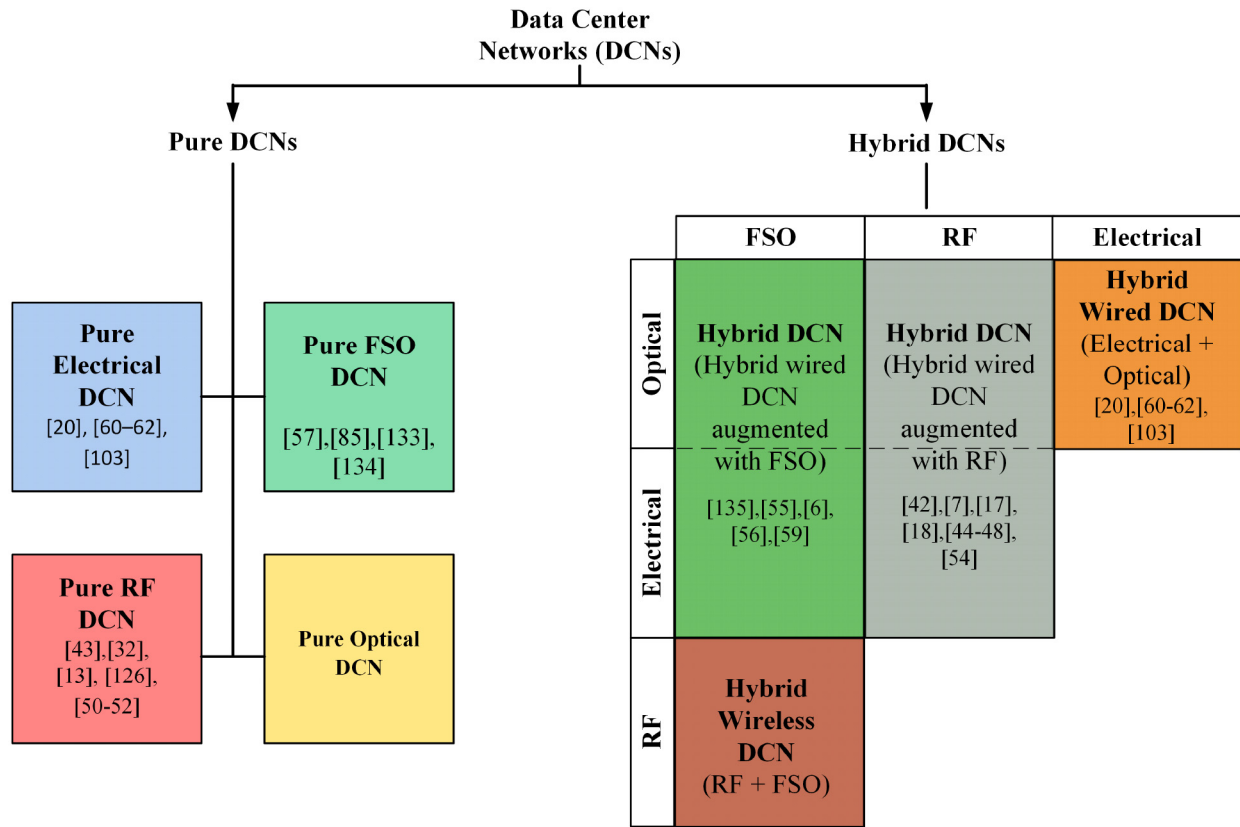 Data Center
Networks (DCNs)
Pure DCNs
Hybrid DCNs
Pure
Electrical
DCN
[20], [60–62],
[103]
Pure FSO
DCN
[57],[85],[133],
[134]
Pure RF
DCN
[43],[32],
[13], [126],
[50-52]
Pure Optical
DCN
FSO
RF
Electrical
Optical
Hybrid DCN
(Hybrid wired
DCN
augmented
with FSO)
[135],[55],[6],
[56],[59]
Hybrid DCN
(Hybrid wired
DCN
augmented
with RF)
[42],[7],[17],
[18],[44-48],
[54]
Hybrid
Wired DCN
(Electrical +
Optical)
[20],[60-62],
[103]
Electrical
RF
Hybrid
Wireless
DCN
(RF + FSO)